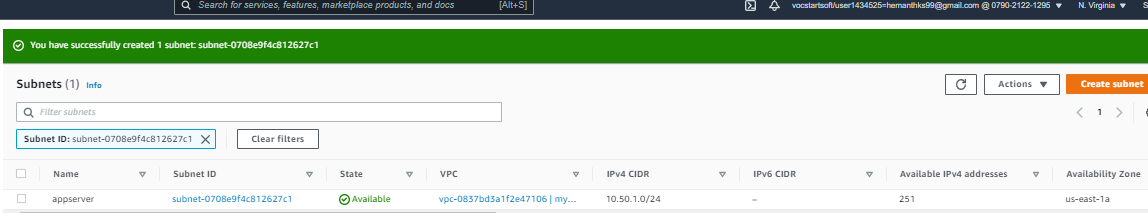 Search for services, features, marketplace products, and docs [Alt+S] vocstartsoft/user1434525=hemanthks99@gmail.com @ 0790-2122-1295 N. Virginia
You have successfully created 1 subnet: subnet-0708e9f4c812627c1
Subnets (1) Info Actions Create subnet
Filter subnets 1
Subnet ID: subnet-0708e9f4c812627c1 Clear filters
Name Subnet ID State VPC IPv4 CIDR IPv6 CIDR Available IPv4 addresses Availability Zone
appserver subnet-0708e9f4c812627c1 Available vpc-0837bd3a1f2e47106 | my... 10.50.1.0/24 – 251 us-east-1a